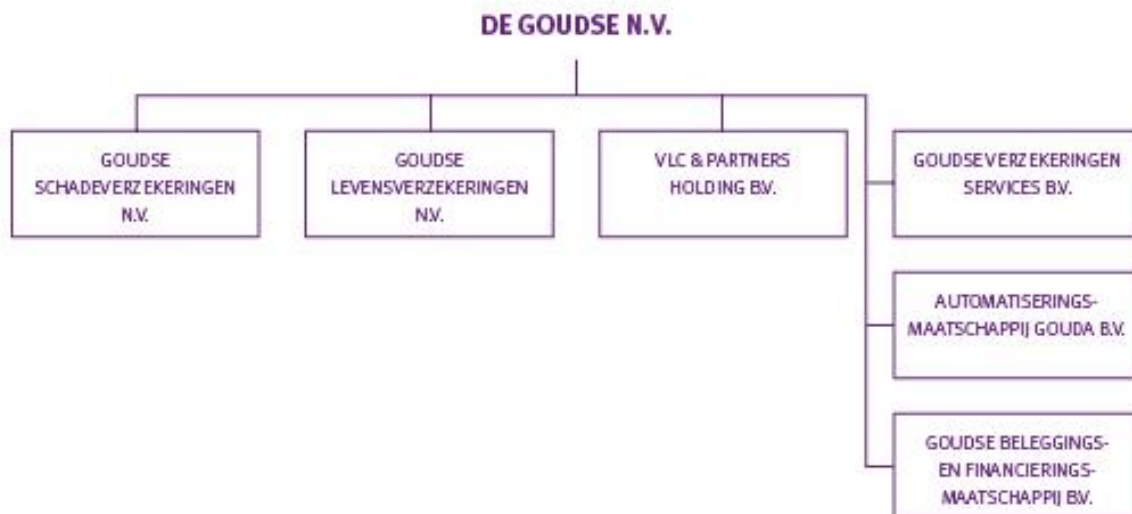 DE GOUDSE N.V.
GOUDSE
SCHADEVERZEKERINGEN
N.V.
GOUDSE
LEVENSVERZEKERINGEN
N.V.
VLC & PARTNERS
HOLDING B.V.
GOUDSE VERZEKERINGEN
SERVICES B.V.
AUTOMATISERINGS-
MAATSCHAPPIJ GOUDA B.V.
GOUDSE BELEGGINGS-
EN FINANCIERINGS-
MAATSCHAPPIJ B.V.